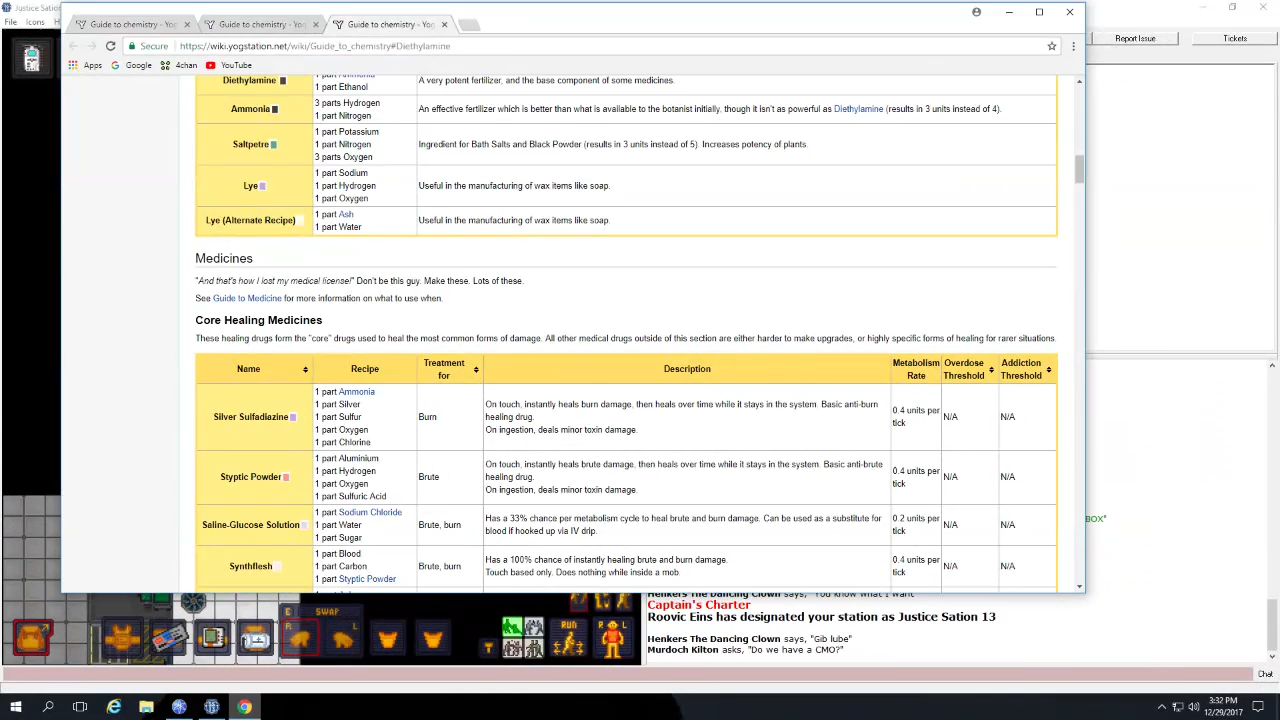 Justice Sation
Guide to chemistry - Yog
Guide to chemistry - Yog
Guide to chemistry - Yog
File Icons
Secure https://wiki.yogstation.net/wiki/Guide_to_chemistry#Diethylamine
Report Issue
Tickets
Apps Google 4chan YouTube
Diethylamine
1 part Ammonia
1 part Ethanol
A very potent fertilizer, and the base component of some medicines.
Ammonia
3 parts Hydrogen
1 part Nitrogen
An effective fertilizer which is better than what is available to the botanist initially, though it isn't as powerful as Diethylamine (results in 3 units instead of 4).
Saltpetre
1 part Potassium
1 part Nitrogen
3 parts Oxygen
Ingredient for Bath Salts and Black Powder (results in 3 units instead of 5). Increases potency of plants.
Lye
1 part Sodium
1 part Hydrogen
1 part Oxygen
Useful in the manufacturing of wax items like soap.
Lye (Alternate Recipe)
1 part Ash
1 part Water
Useful in the manufacturing of wax items like soap.
Medicines
"And that's how I lost my medical license!" Don't be this guy. Make these. Lots of these.
See Guide to Medicine for more information on what to use when.
Core Healing Medicines
These healing drugs form the "core" drugs used to heal the most common forms of damage. All other medical drugs outside of this section are either harder to make upgrades, or highly specific forms of healing for rarer situations.
Name
Recipe
Treatment
for
Description
Metabolism
Rate
Overdose
Threshold
Addiction
Threshold
Silver Sulfadiazine
1 part Ammonia
1 part Silver
1 part Sulfur
1 part Oxygen
1 part Chlorine
Burn
On touch, instantly heals burn damage, then heals over time while it stays in the system. Basic anti-burn
healing drug.
On ingestion, deals minor toxin damage.
0.4 units per
tick
N/A
N/A
Styptic Powder
1 part Aluminium
1 part Hydrogen
1 part Oxygen
1 part Sulfuric Acid
Brute
On touch, instantly heals brute damage, then heals over time while it stays in the system. Basic anti-brute
healing drug.
On ingestion, deals minor toxin damage.
0.4 units per
tick
N/A
N/A
Saline-Glucose Solution
1 part Sodium Chloride
1 part Water
1 part Sugar
Brute, burn
Has a 33% chance per metabolism cycle to heal brute and burn damage. Can be used as a substitute for
blood if hooked up via IV drip.
0.2 units per
tick
N/A
N/A
Synthflesh
1 part Blood
1 part Carbon
1 part Styptic Powder
Brute, burn
Has a 100% chance of instantly healing brute and burn damage.
Touch based only. Does nothing while inside a mob.
0.4 units per
tick
N/A
N/A
BOX"
Henkers The Dancing Clown says, "You know what I want"
Captain's Charter
Roovic Eins has designated your station as Justice Sation 13
Henkers The Dancing Clown says, "Gib lube"
Murdoch Kilton asks, "Do we have a CMO?"
E SWAP
R L
RUN
R L
Chat
3:32 PM
12/29/2017